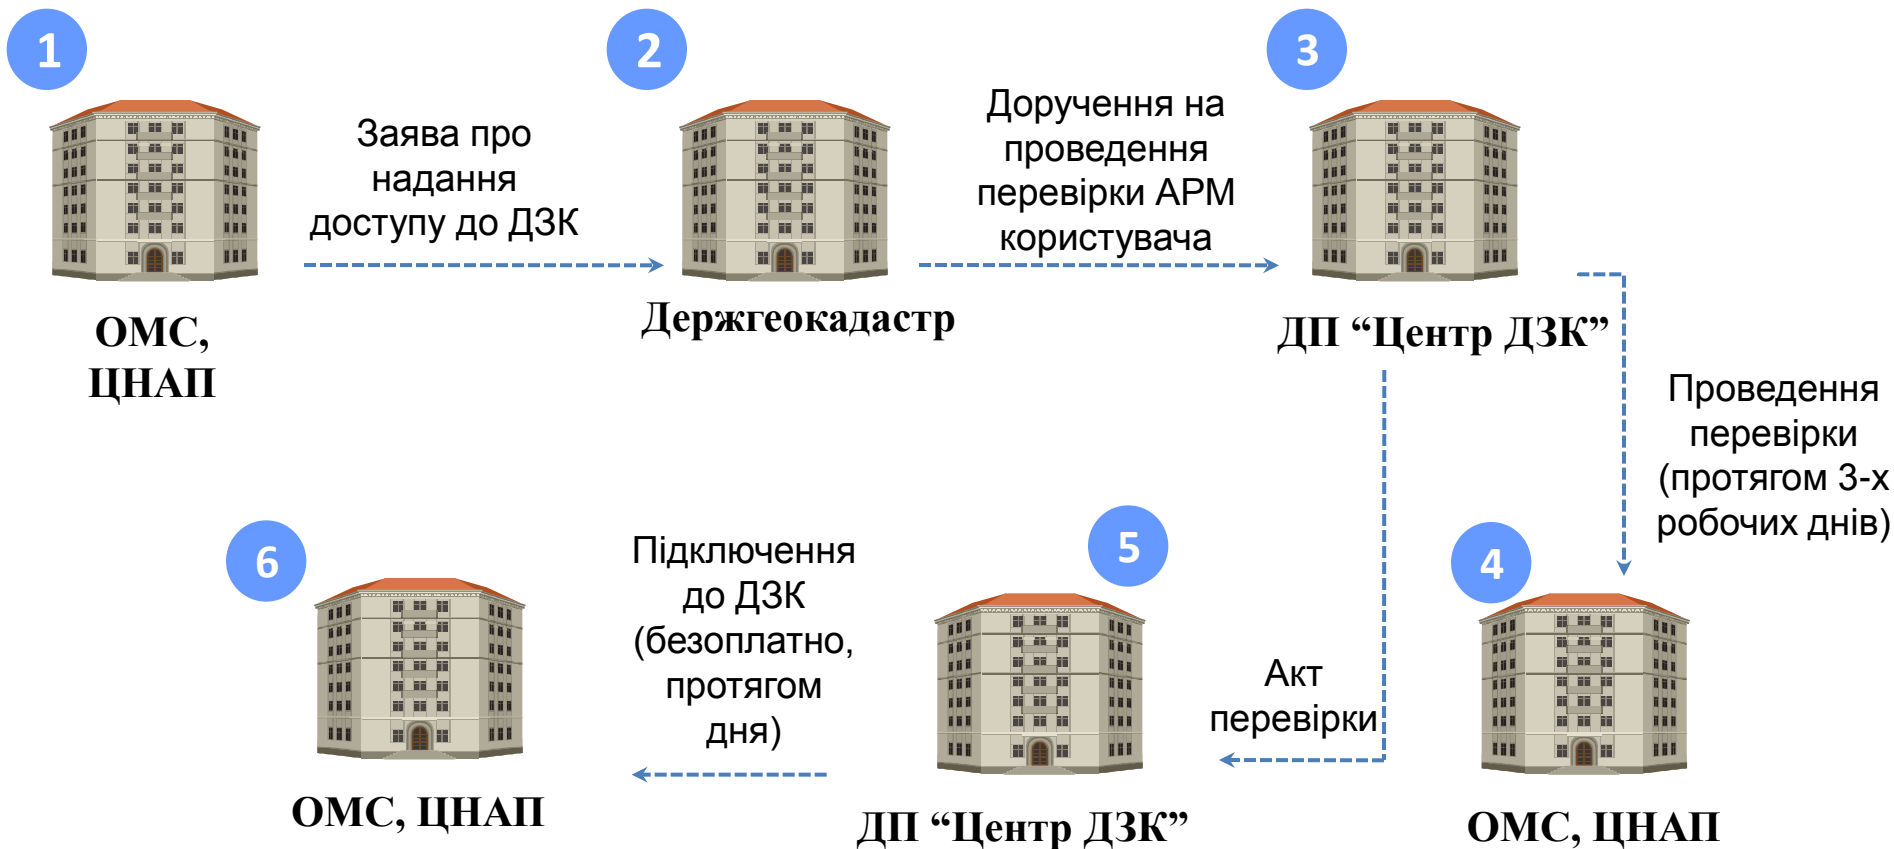 1
Заява про
надання
доступу до ДЗК
ОМС,
ЦНАП
2
Доручення на
проведення
перевірки АРМ
користувача
Держгеокадастр
3
ДП “Центр ДЗК”
Проведення
перевірки
(протягом 3-х
робочих днів)
4
ОМС, ЦНАП
Акт
перевірки
5
ДП “Центр ДЗК”
Підключення
до ДЗК
(безоплатно,
протягом
дня)
6
ОМС, ЦНАП